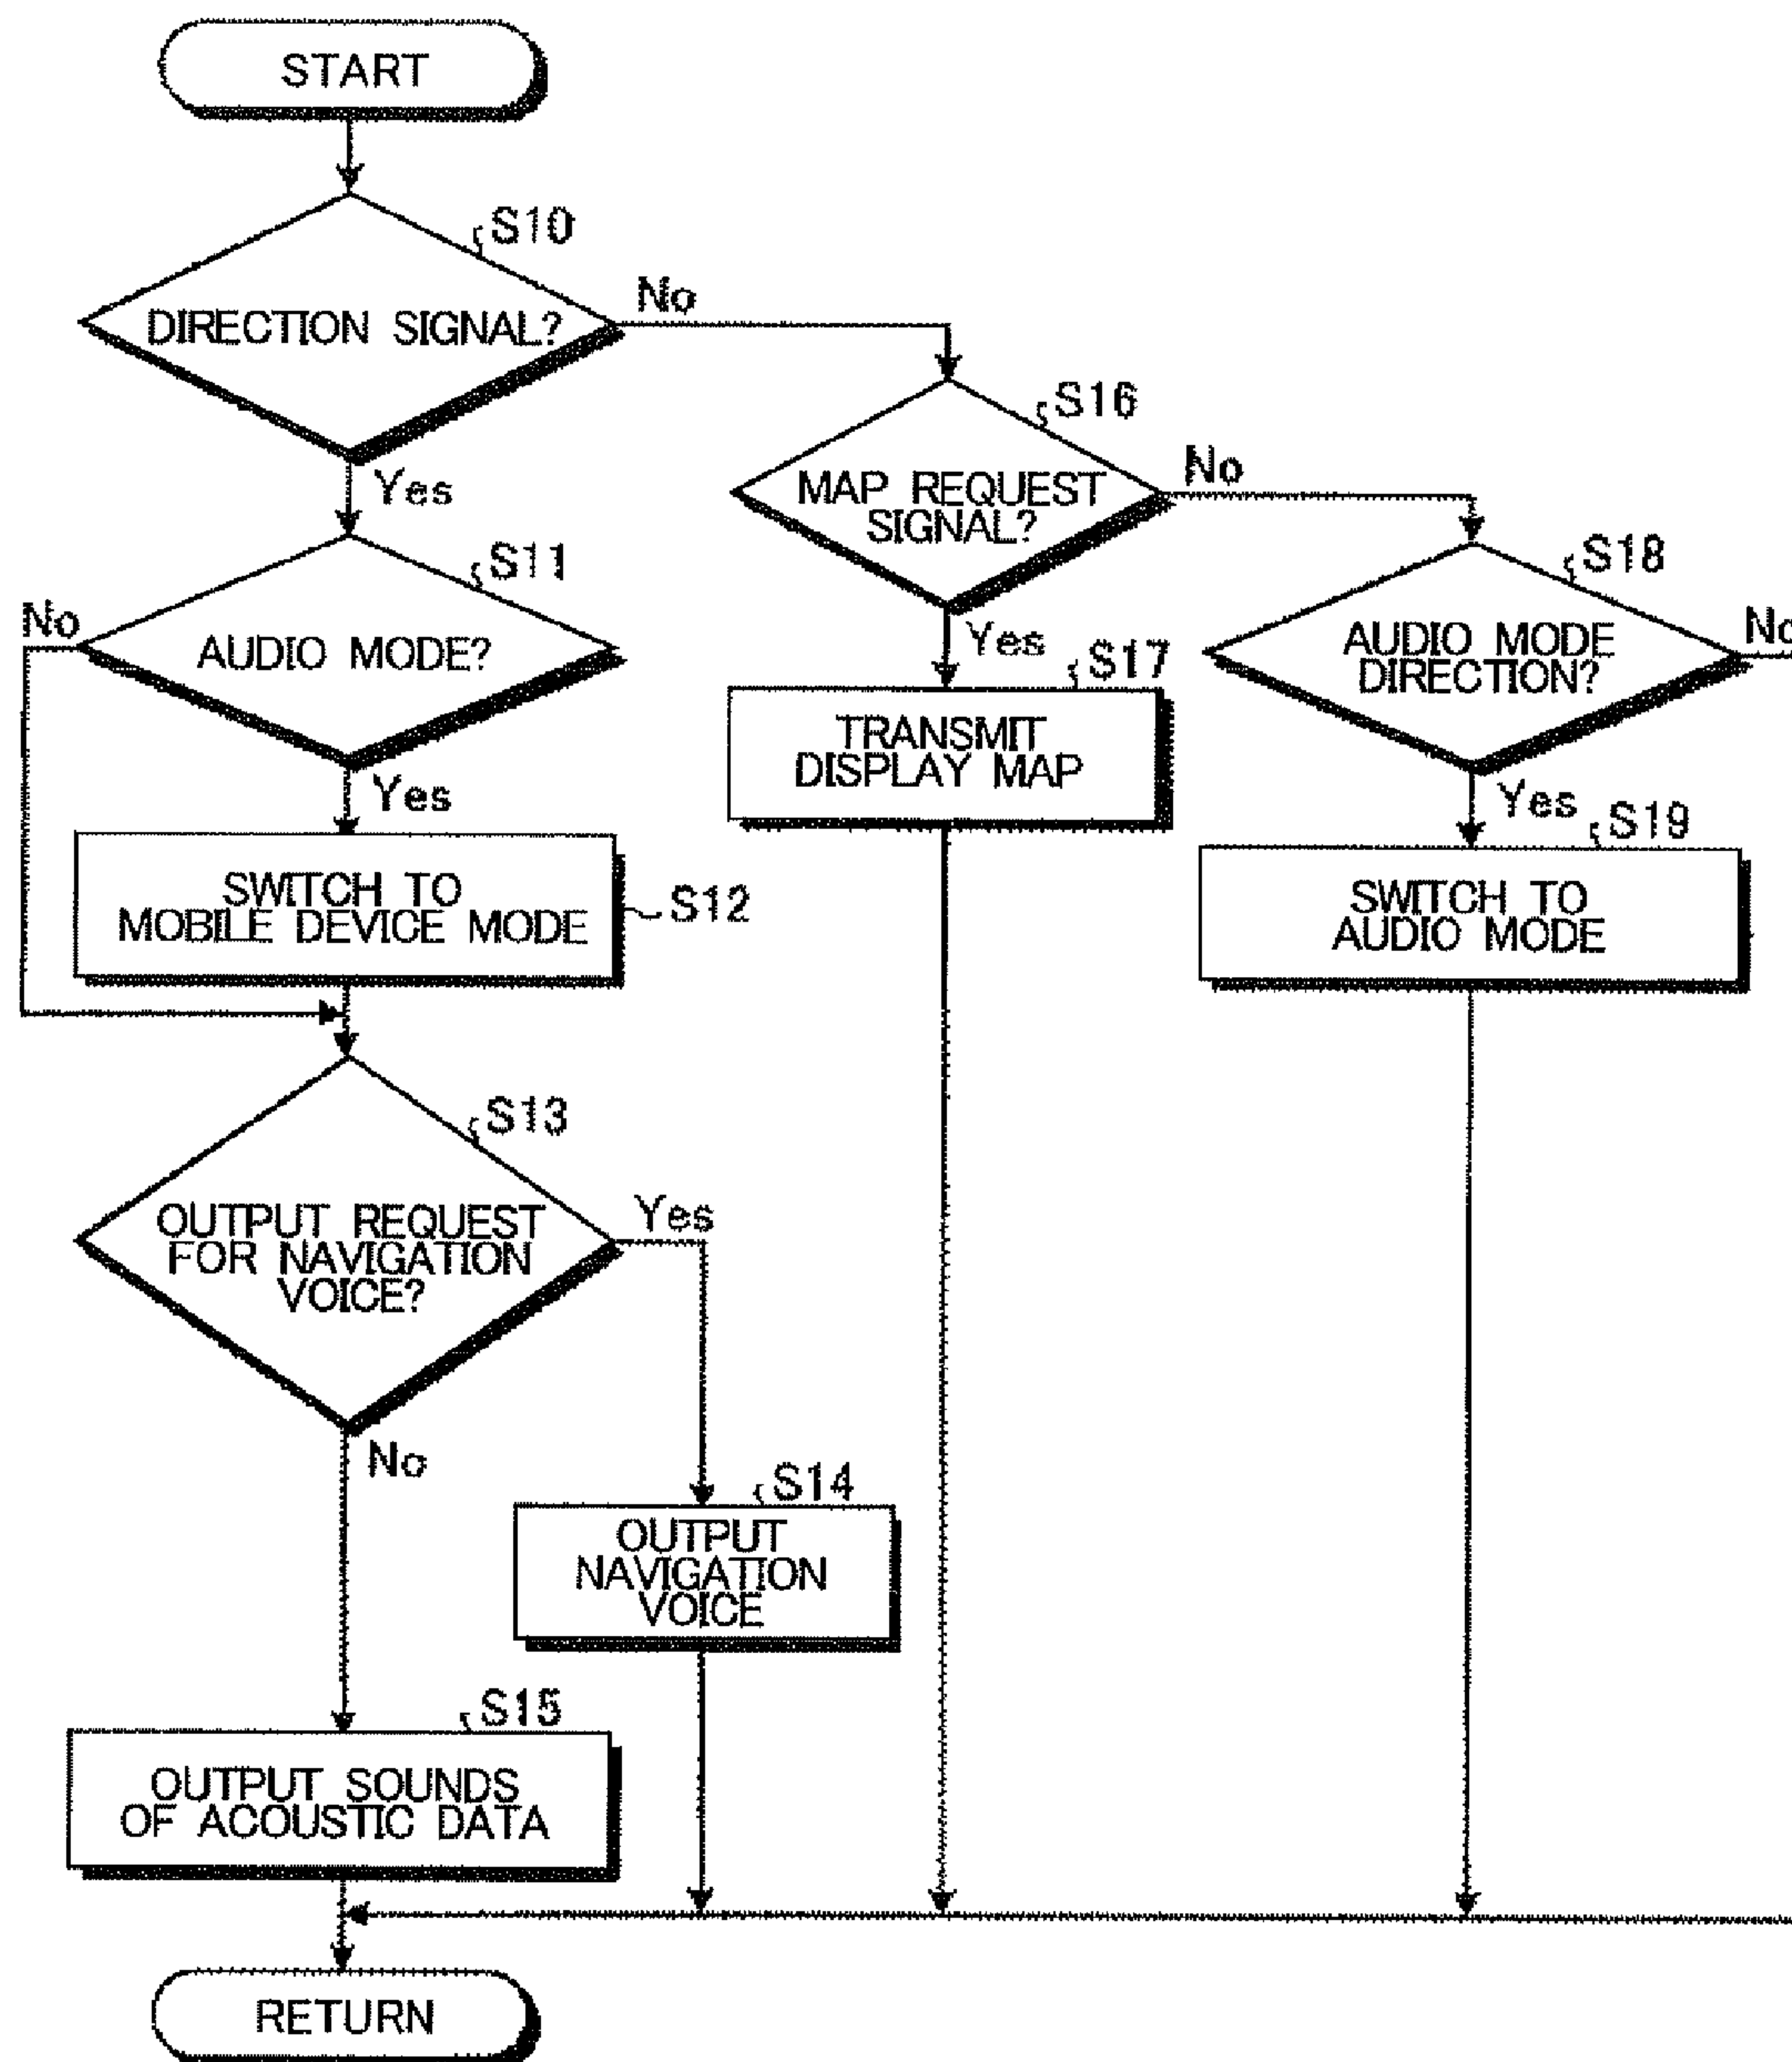 START
S10
DIRECTION SIGNAL?
No
Yes
S11
No
AUDIO MODE?
Yes
SWITCH TO
MOBILE DEVICE MODE
S12
S13
OUTPUT REQUEST
FOR NAVIGATION
VOICE?
Yes
No
S14
OUTPUT
NAVIGATION
VOICE
S15
OUTPUT SOUNDS
OF ACOUSTIC DATA
RETURN
S16
MAP REQUEST
SIGNAL?
No
Yes
S17
TRANSMIT
DISPLAY MAP
S18
AUDIO MODE
DIRECTION?
No
Yes
S19
SWITCH TO
AUDIO MODE